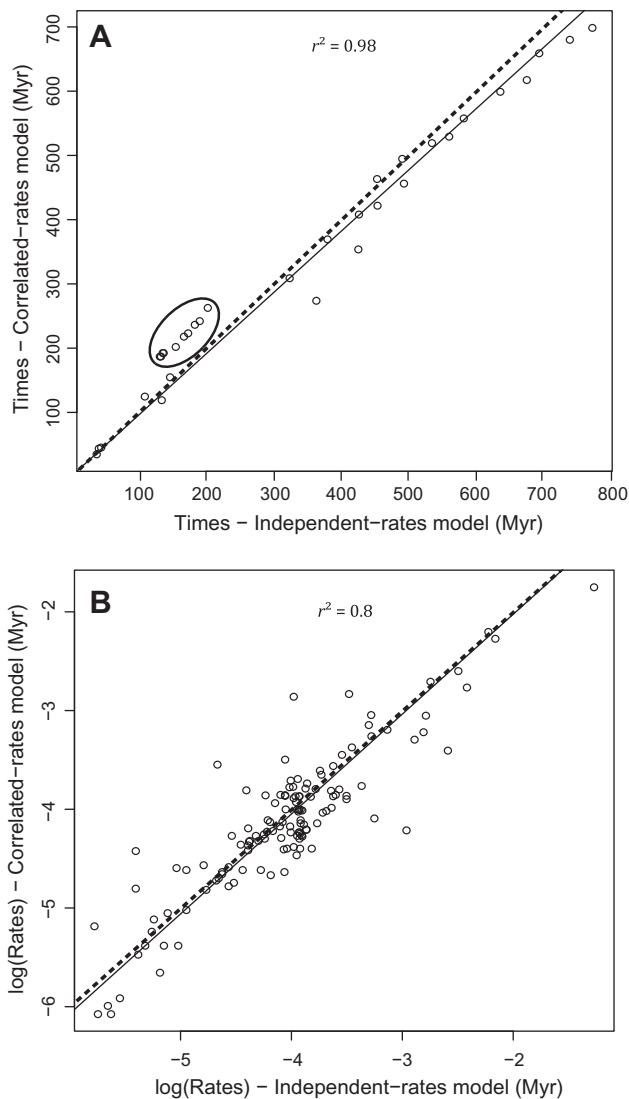 A
r² = 0.98
700
600
500
400
300
200
100
Times − Correlated−rates model (Myr)
100 200 300 400 500 600 700 800
Times − Independent−rates model (Myr)
B
r² = 0.8
−2
−3
−4
−5
−6
log(Rates) − Correlated−rates model (Myr)
−5 −4 −3 −2
log(Rates) − Independent−rates model (Myr)